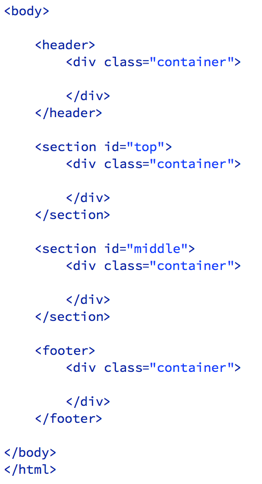 <body>
<header>
<div class="container">
</div>
</header>
<section id="top">
<div class="container">
</div>
</section>
<section id="middle">
<div class="container">
</div>
</section>
<footer>
<div class="container">
</div>
</footer>
</body>
</html>